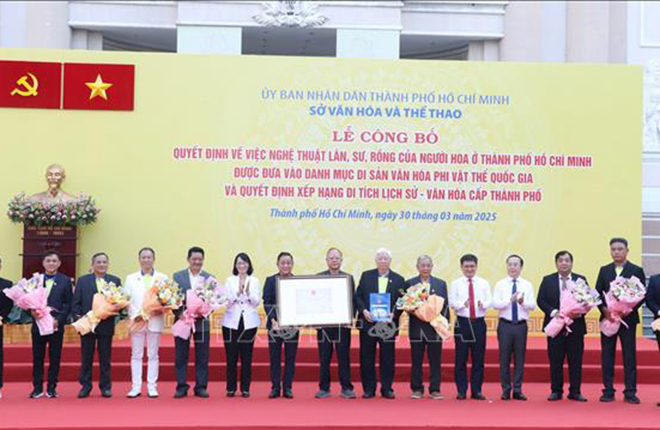 ỦY BAN NHÂN DÂN THÀNH PHỐ HỒ CHÍ MINH
SỞ VĂN HÓA VÀ THỂ THAO
LỄ CÔNG BỐ
QUYẾT ĐỊNH VỀ VIỆC NGHỆ THUẬT LÂN, SƯ, RỒNG CỦA NGƯỜI HOA Ở THÀNH PHỐ HỒ CHÍ MINH
ĐƯỢC ĐƯA VÀO DANH MỤC DI SẢN VĂN HÓA PHI VẬT THỂ QUỐC GIA
VÀ QUYẾT ĐỊNH XẾP HẠNG DI TÍCH LỊCH SỬ - VĂN HÓA CẤP THÀNH PHỐ
Thành phố Hồ Chí Minh, ngày 30 tháng 03 năm 2025